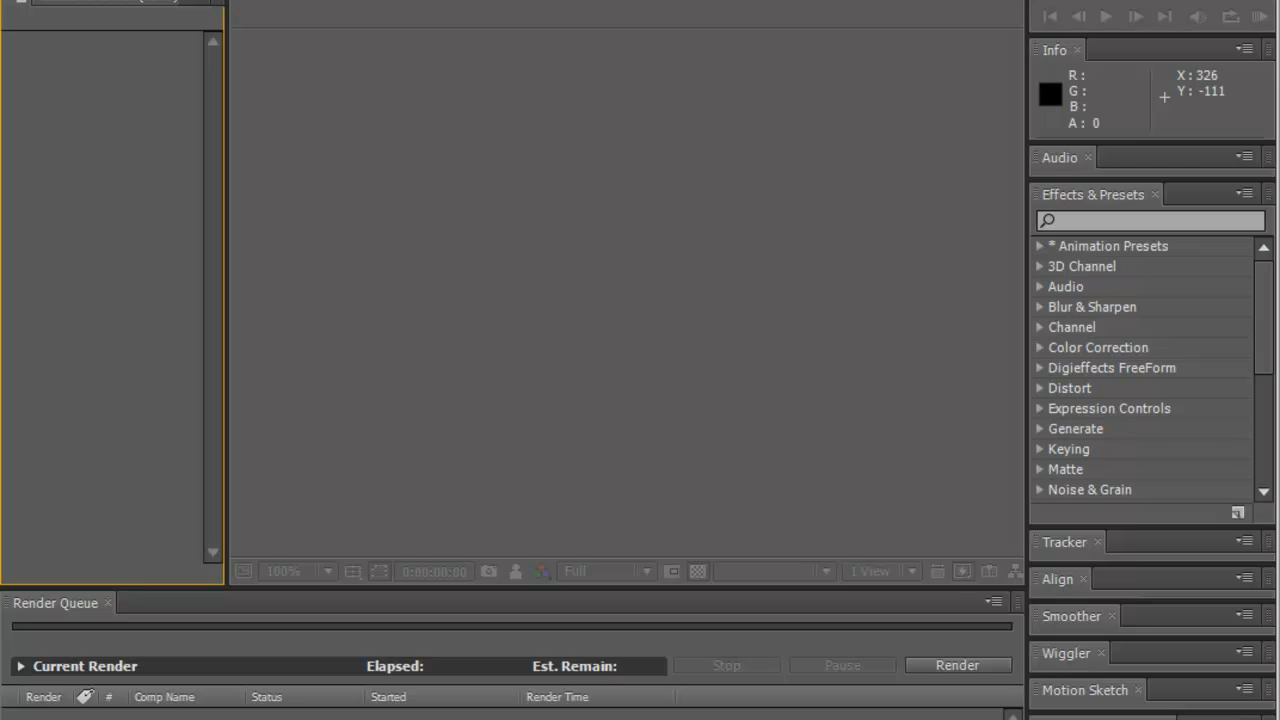 Info
R :
G :
B :
A : 0
X : 326
Y : -111
Audio
Effects & Presets
* Animation Presets
3D Channel
Audio
Blur & Sharpen
Channel
Color Correction
Digieffects FreeForm
Distort
Expression Controls
Generate
Keying
Matte
Noise & Grain
100%
0:00:00:00
Full
1 View
Tracker
Align
Smoother
Wiggler
Motion Sketch
Render Queue
Current Render Elapsed: Est. Remain: Stop Pause Render
Render # Comp Name Status Started Render Time